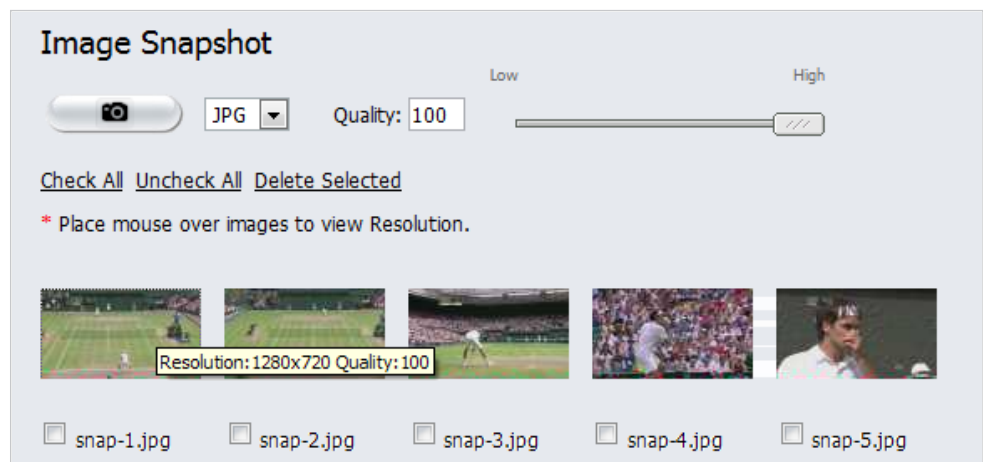 Image Snapshot
Low High
JPG Quality: 100
Check All Uncheck All Delete Selected
* Place mouse over images to view Resolution.
Resolution:1280x720 Quality:100
snap-1.jpg snap-2.jpg snap-3.jpg snap-4.jpg snap-5.jpg